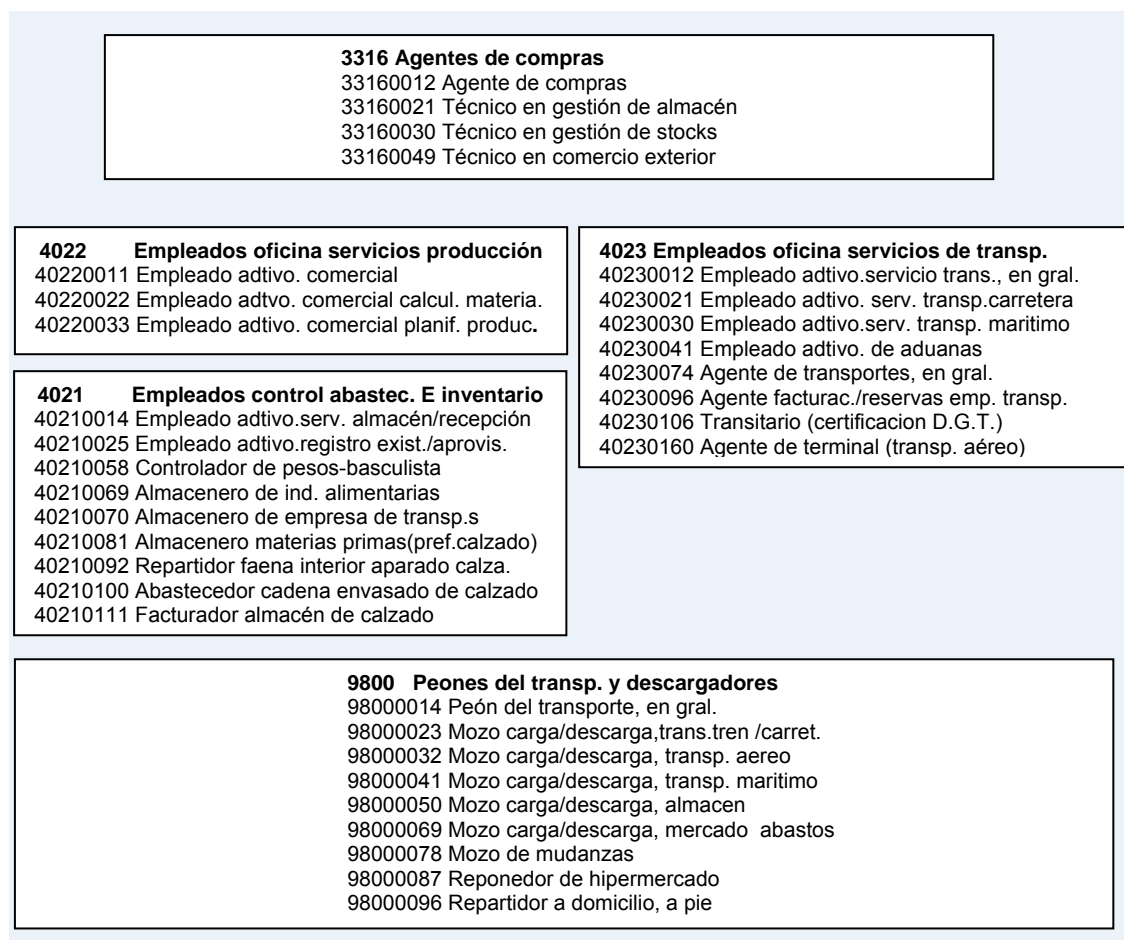 3316 Agentes de compras
33160012 Agente de compras
33160021 Técnico en gestión de almacén
33160030 Técnico en gestión de stocks
33160049 Técnico en comercio exterior
4022 Empleados oficina servicios producción
40220011 Empleado adtivo. comercial
40220022 Empleado adtvo. comercial calcul. materia.
40220033 Empleado adtivo. comercial planif. produc.
4021 Empleados control abastec. E inventario
40210014 Empleado adtivo.serv. almacén/recepción
40210025 Empleado adtivo.registro exist./aprovis.
40210058 Controlador de pesos-basculista
40210069 Almacenero de ind. alimentarias
40210070 Almacenero de empresa de transp.s
40210081 Almacenero materias primas(pref.calzado)
40210092 Repartidor faena interior aparado calza.
40210100 Abastecedor cadena envasado de calzado
40210111 Facturador almacén de calzado
4023 Empleados oficina servicios de transp.
40230012 Empleado adtivo.servicio trans., en gral.
40230021 Empleado adtivo. serv. transp.carretera
40230030 Empleado adtivo.serv. transp. maritimo
40230041 Empleado adtivo. de aduanas
40230074 Agente de transportes, en gral.
40230096 Agente facturac./reservas emp. transp.
40230106 Transitario (certificacion D.G.T.)
40230160 Agente de terminal (transp. aéreo)
9800 Peones del transp. y descargadores
98000014 Peón del transporte, en gral.
98000023 Mozo carga/descarga,trans.tren /carret.
98000032 Mozo carga/descarga, transp. aereo
98000041 Mozo carga/descarga, transp. maritimo
98000050 Mozo carga/descarga, almacen
98000069 Mozo carga/descarga, mercado abastos
98000078 Mozo de mudanzas
98000087 Reponedor de hipermercado
98000096 Repartidor a domicilio, a pie